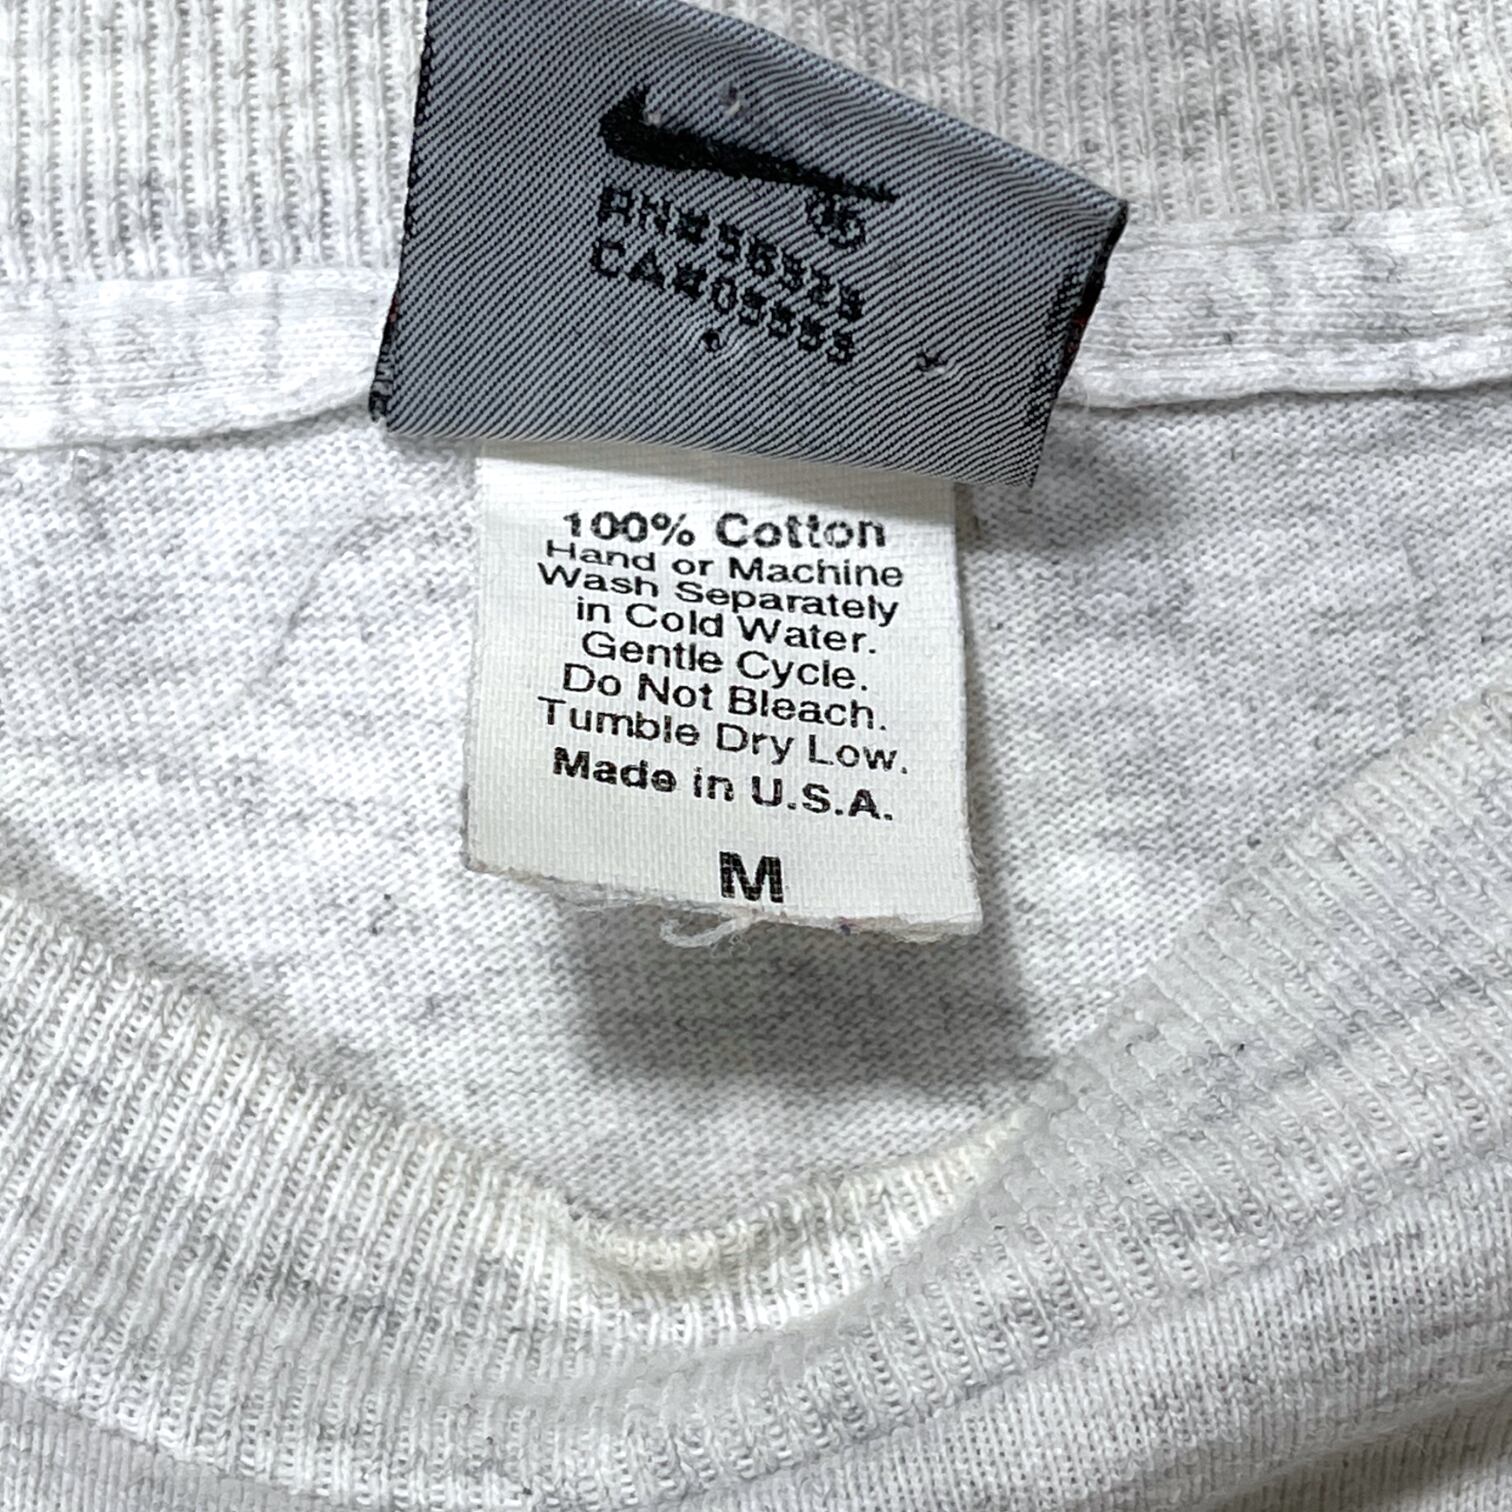 RN#56323
CA#05553
100% Cotton
Hand or Machine
Wash Separately
in Cold Water.
Gentle Cycle.
Do Not Bleach.
Tumble Dry Low.
Made in U.S.A.
M